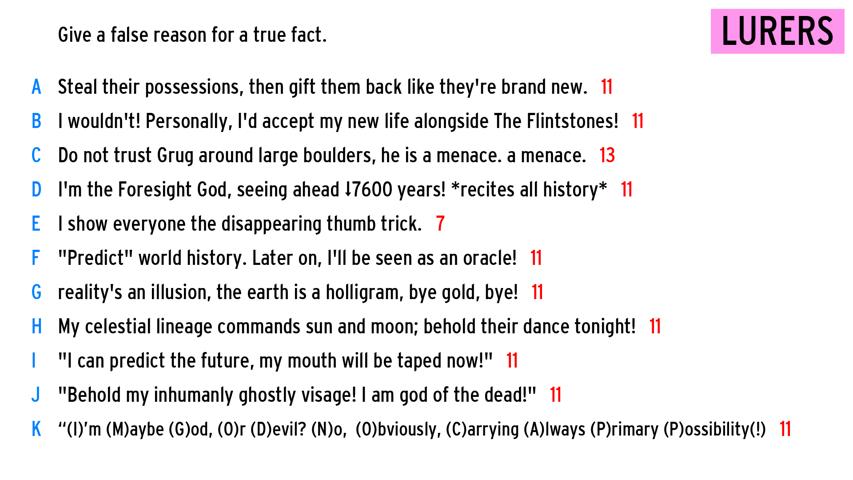 Give a false reason for a true fact.
LURERS
A Steal their possessions, then gift them back like they're brand new. 11
B I wouldn't! Personally, I'd accept my new life alongside The Flintstones! 11
C Do not trust Grug around large boulders, he is a menace. a menace. 13
D I'm the Foresight God, seeing ahead ↓7600 years! *recites all history* 11
E I show everyone the disappearing thumb trick. 7
F "Predict" world history. Later on, I'll be seen as an oracle! 11
G reality's an illusion, the earth is a holligram, bye gold, bye! 11
H My celestial lineage commands sun and moon; behold their dance tonight! 11
I "I can predict the future, my mouth will be taped now!" 11
J "Behold my inhumanly ghostly visage! I am god of the dead!" 11
K “(I)’m (M)aybe (G)od, (O)r (D)evil? (N)o, (O)bviously, (C)arrying (A)lways (P)rimary (P)ossibility(!) 11